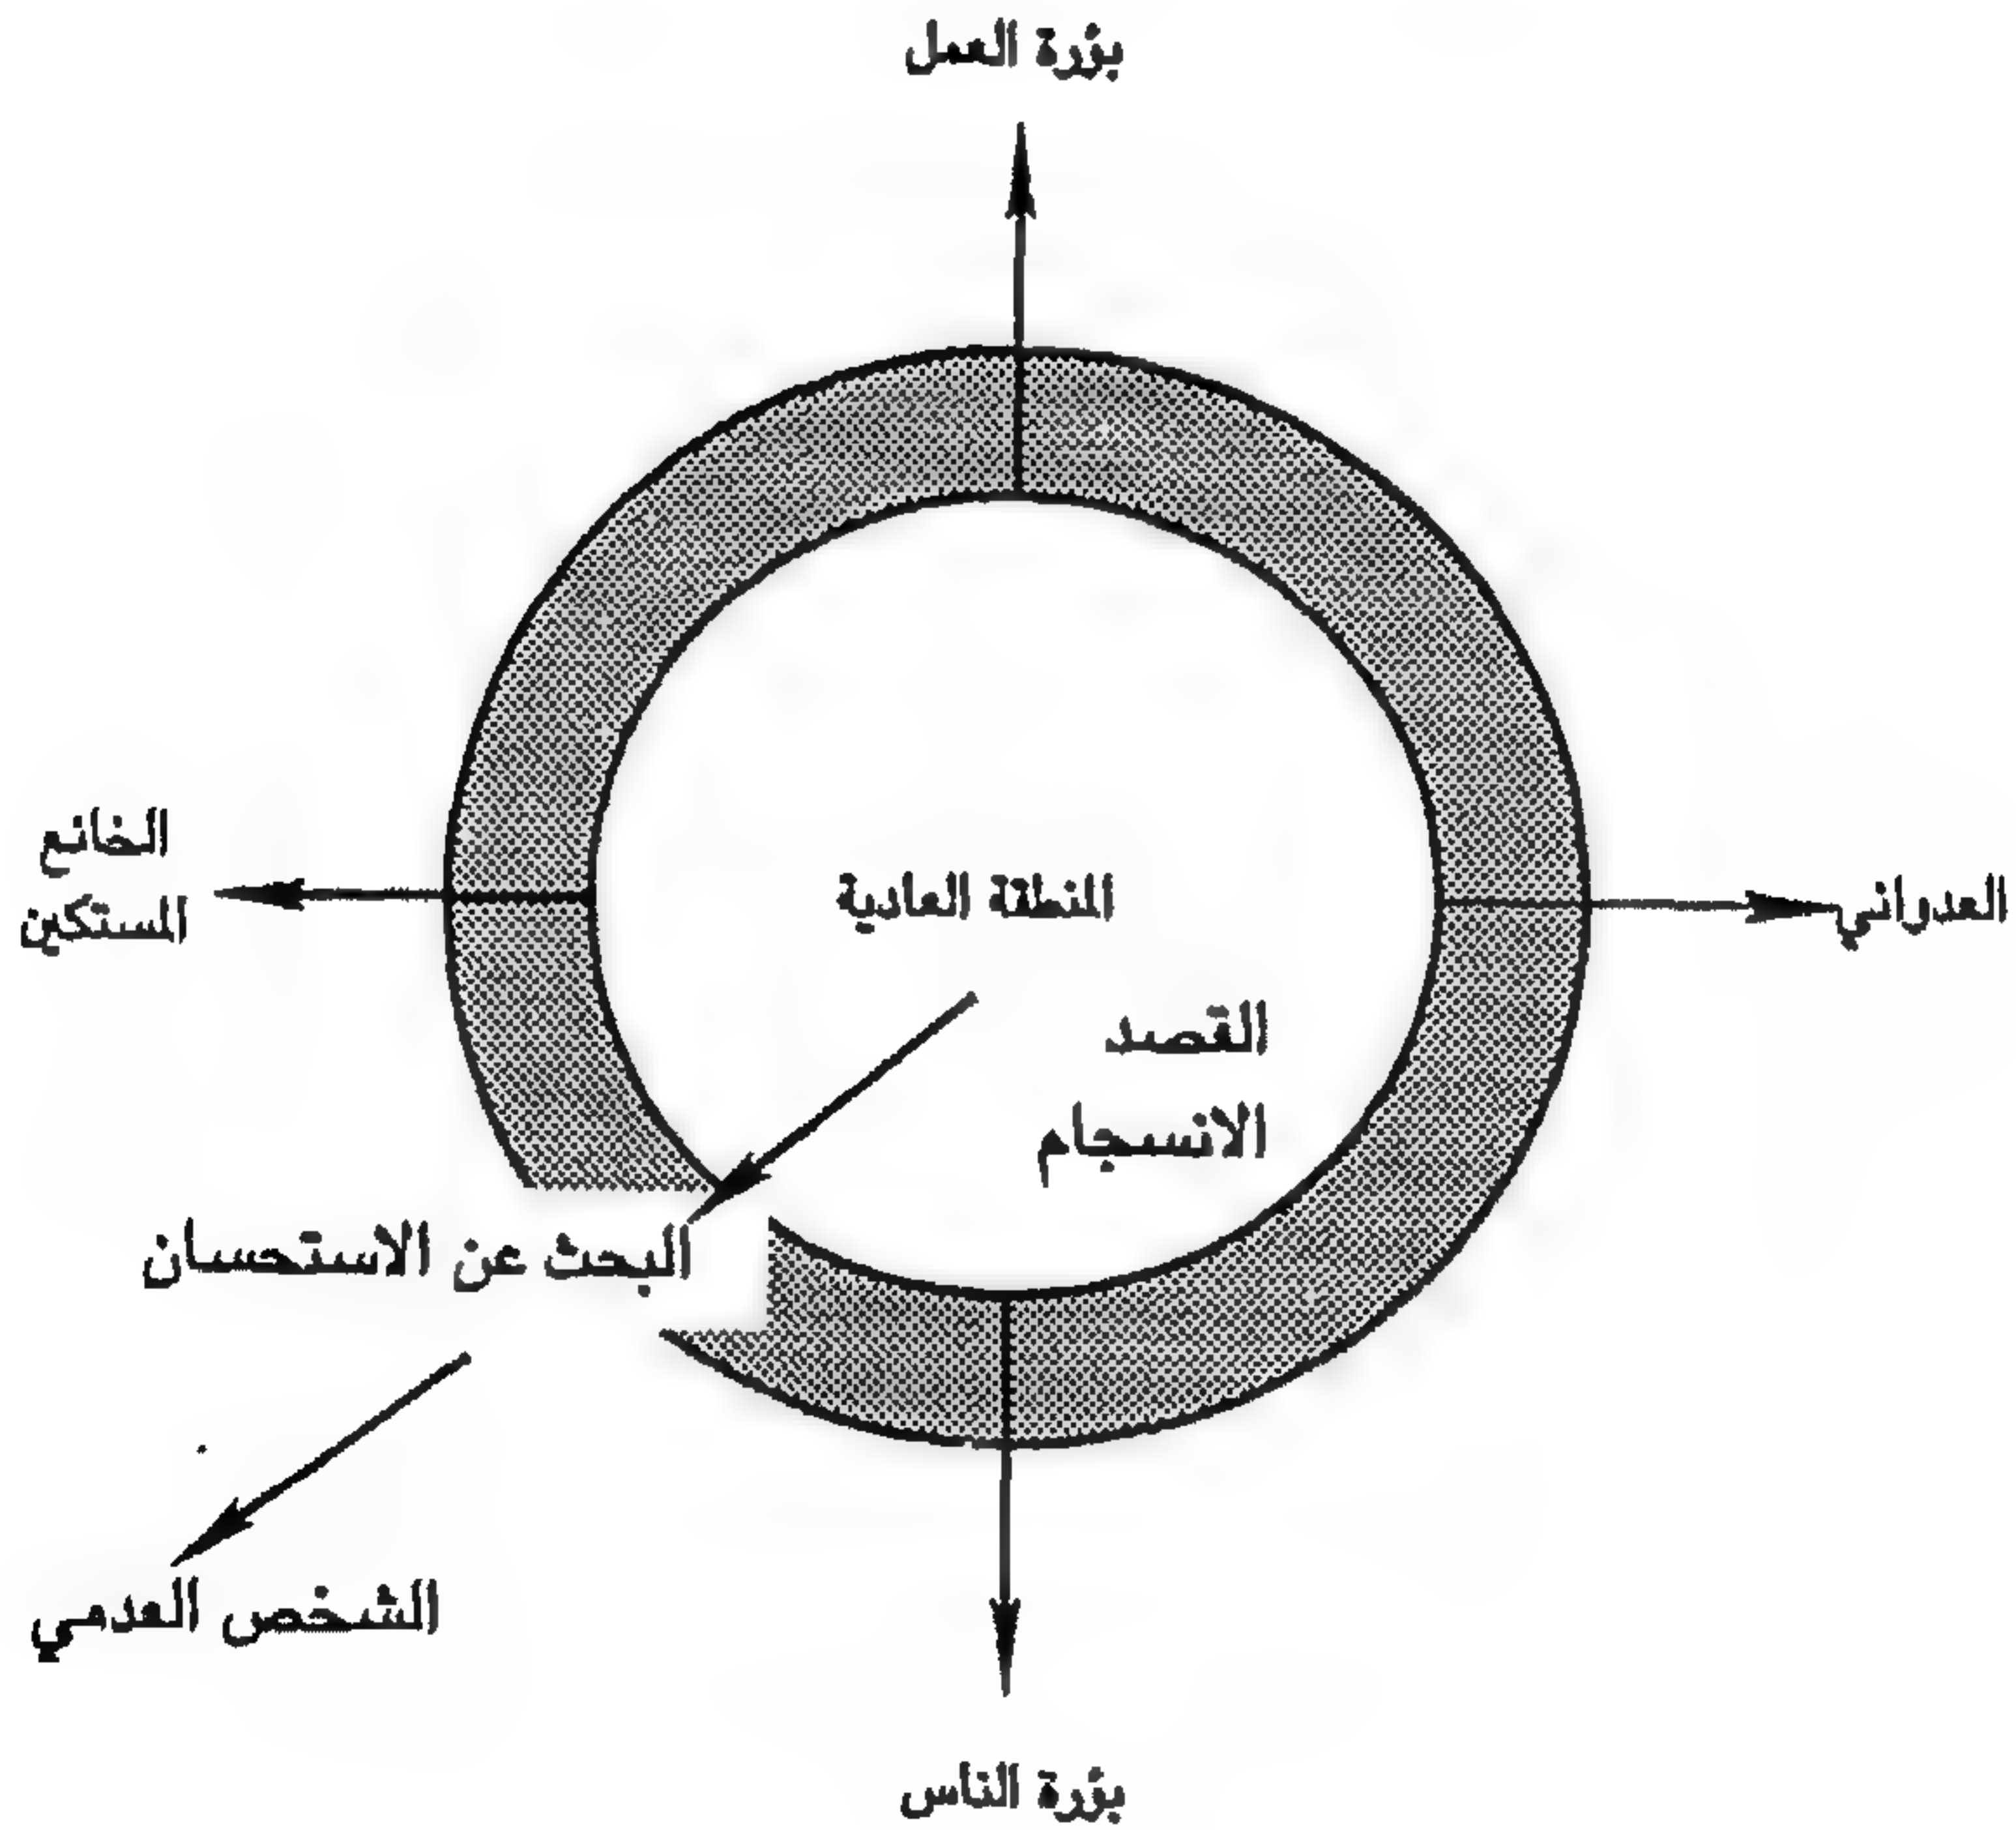 بؤرة العمل
الخانع
المستكين
المنطقة العادية
العدواني
القصد
الانسجام
البحث عن الاستحسان
الشخص العدمي
بؤرة الناس